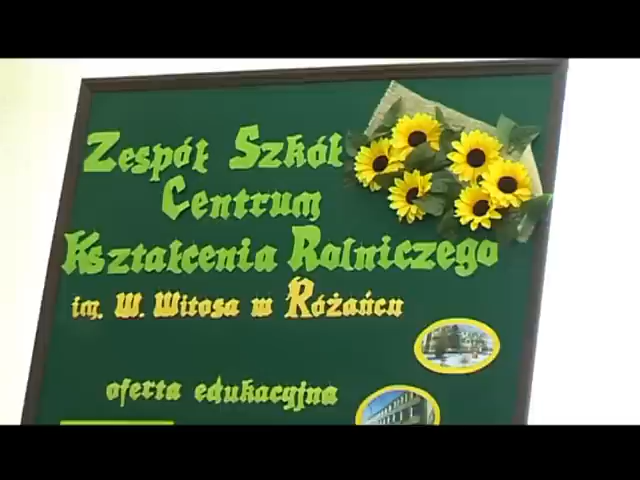 Zespół Szkół
Centrum
Kształcenia Rolniczego
im. W. Witosa w Różańcu
oferta edukacyjna